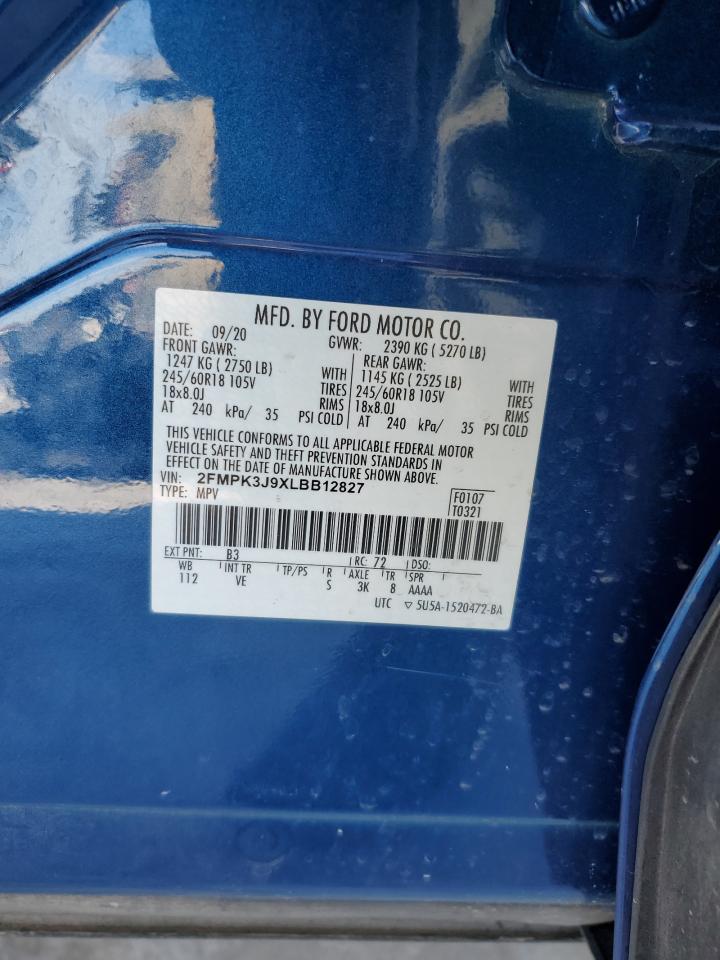 MFD. BY FORD MOTOR CO.
DATE: 09/20 GVWR: 2390 KG ( 5270 LB)
FRONT GAWR: REAR GAWR:
1247 KG ( 2750 LB) WITH 1145 KG ( 2525 LB) WITH
245/60R18 105V TIRES 245/60R18 105V TIRES
18x8.0J RIMS 18x8.0J RIMS
AT 240 kPa/ 35 PSI COLD AT 240 kPa/ 35 PSI COLD
THIS VEHICLE CONFORMS TO ALL APPLICABLE FEDERAL MOTOR
VEHICLE SAFETY AND THEFT PREVENTION STANDARDS IN
EFFECT ON THE DATE OF MANUFACTURE SHOWN ABOVE.
VIN: 2FMPK3J9XLBB12827
TYPE: MPV
F0107
T0321
EXT PNT: B3 RC: 72 DSO:
WB INT TR TP/PS R AXLE TR SPR
112 VE S 3K 8 AAAA
UTC ▽ 5U5A-1520472-BA